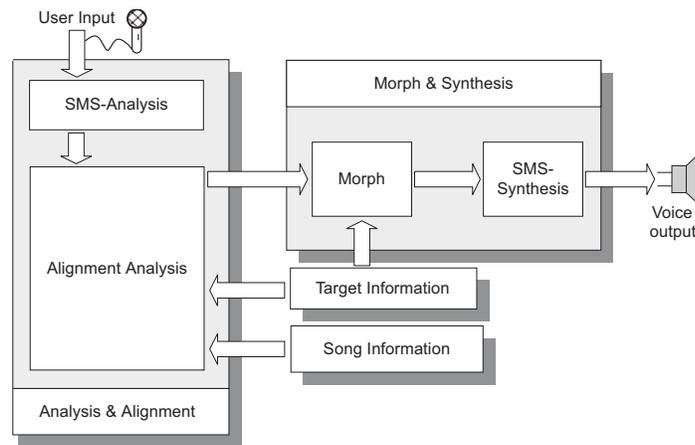 User Input
SMS-Analysis
Alignment Analysis
Analysis & Alignment
Morph & Synthesis
Morph
SMS-
Synthesis
Voice
output
Target Information
Song Information